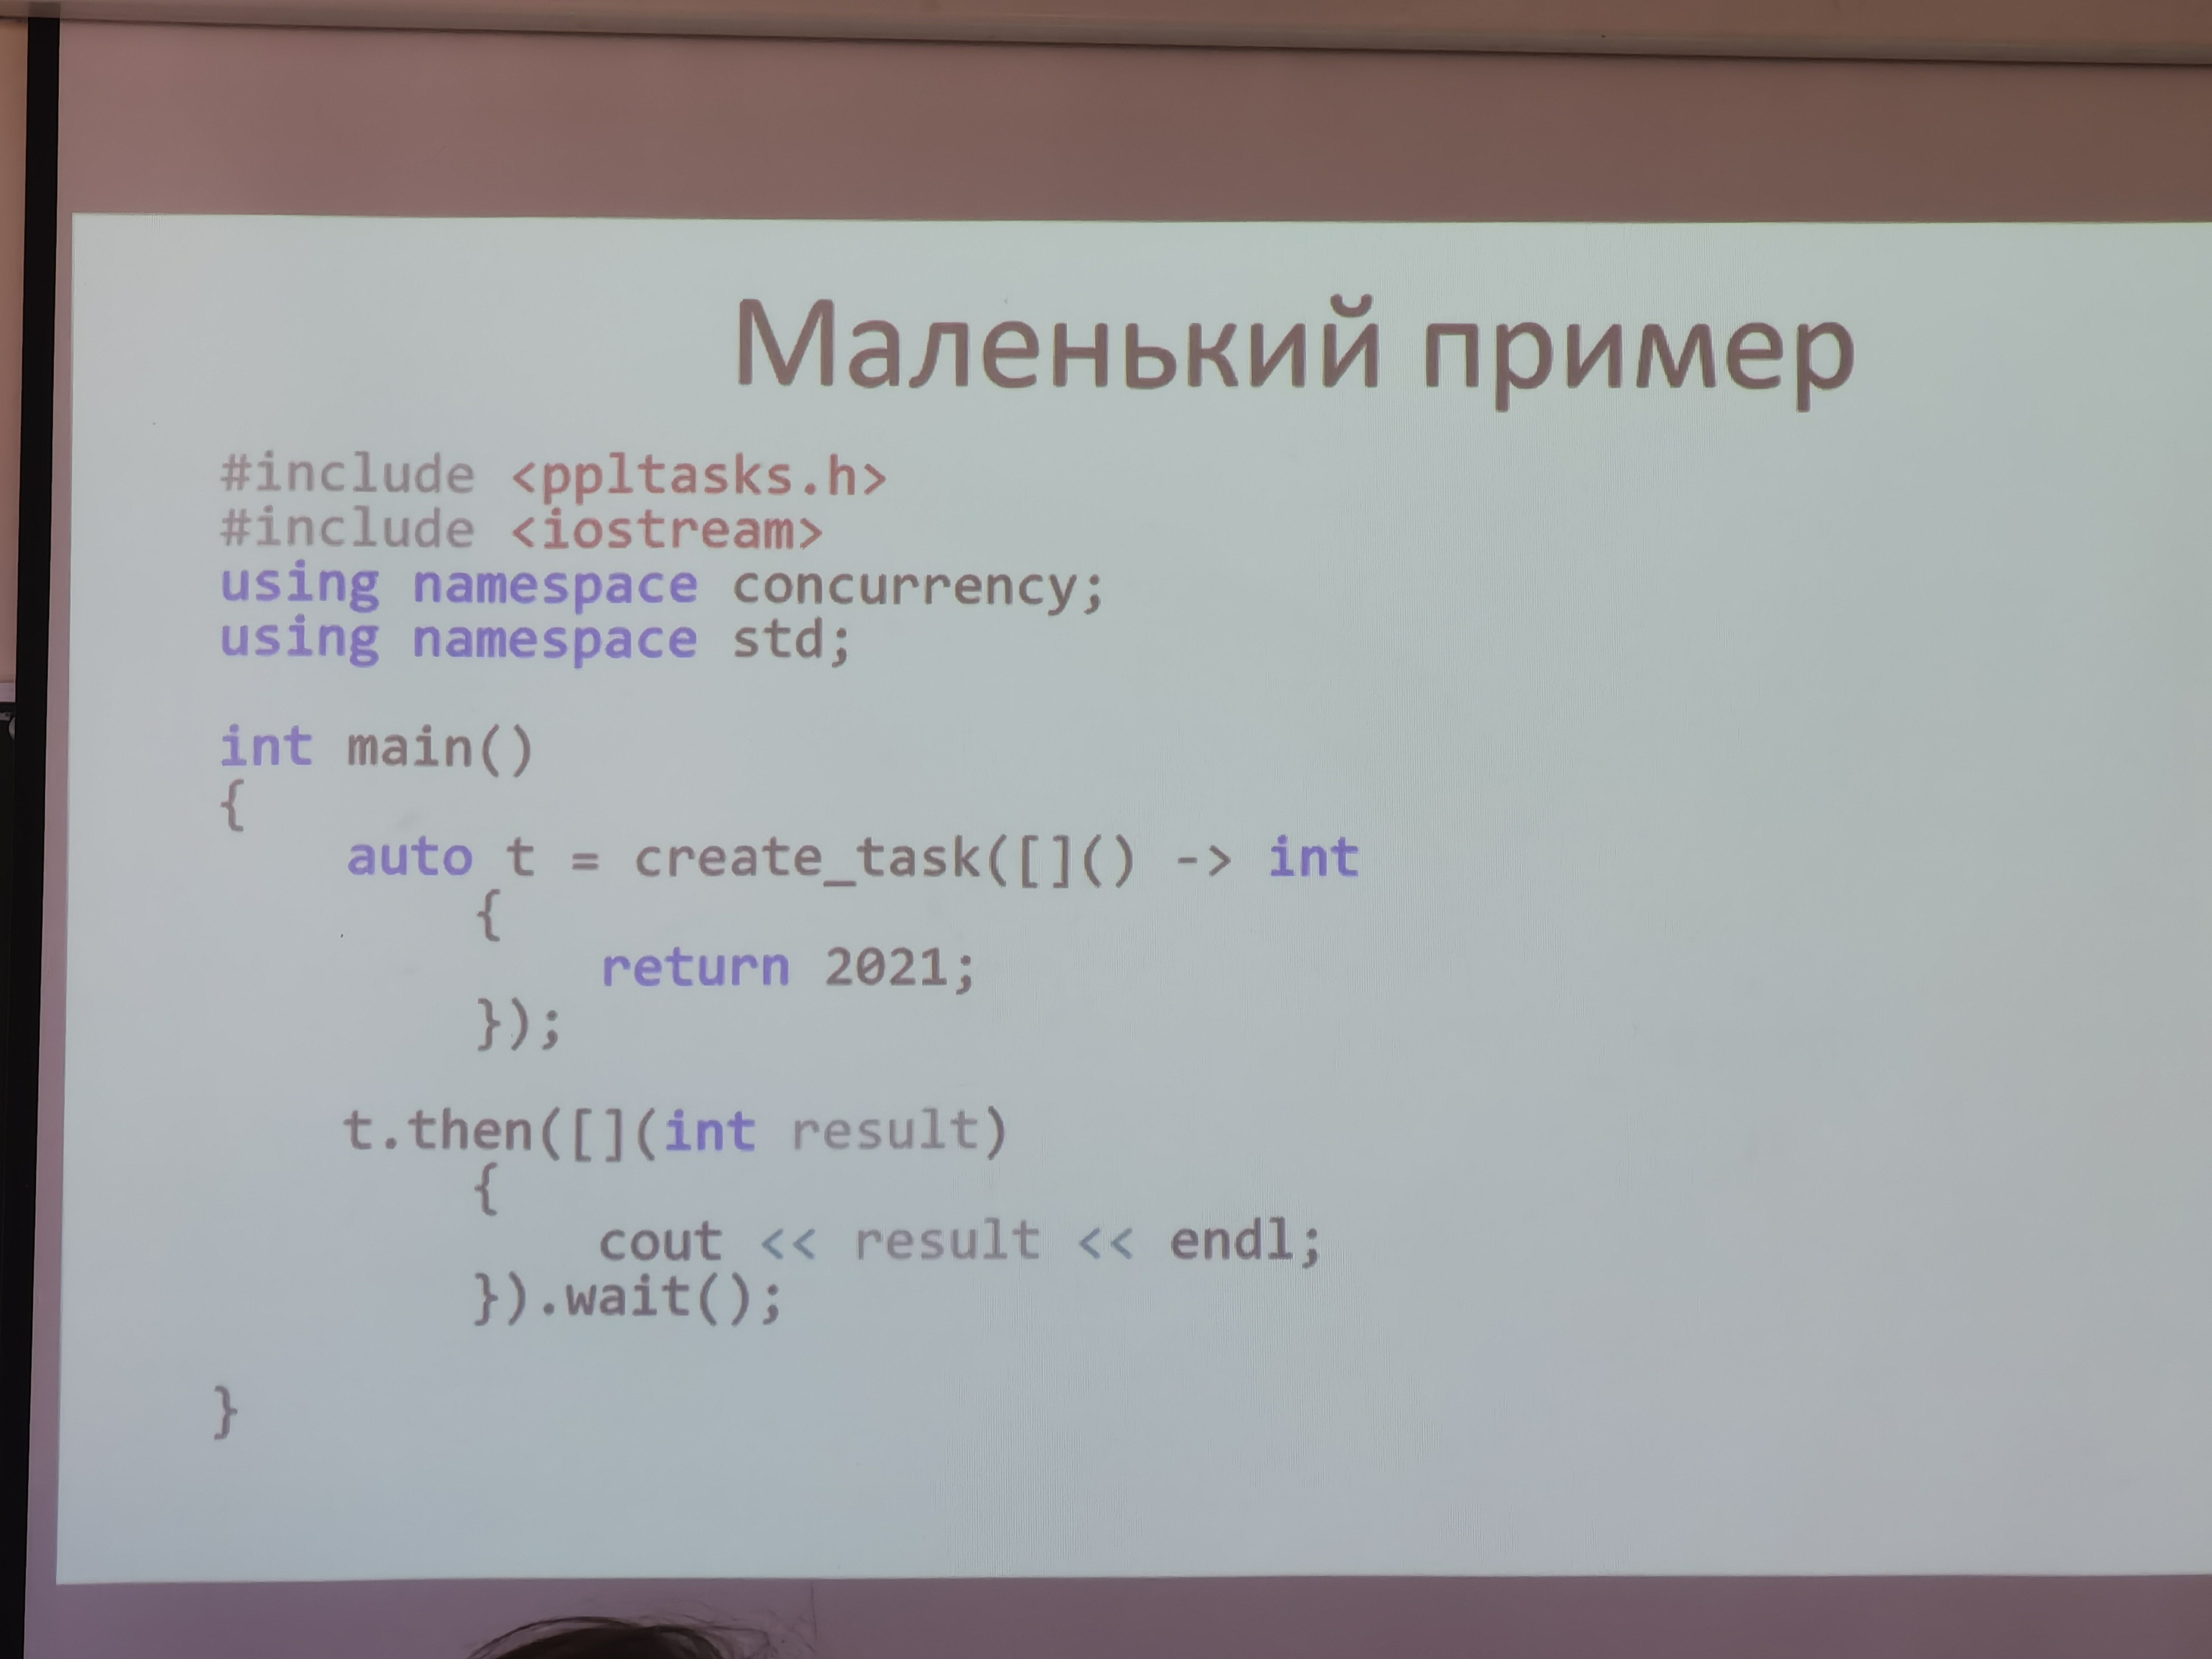 Маленький пример
#include <ppltasks.h>
#include <iostream>
using namespace concurrency;
using namespace std;
int main()
{
    auto t = create_task([]() -> int
        {
            return 2021;
        });
    t.then([](int result)
        {
            cout << result << endl;
        }).wait();
}